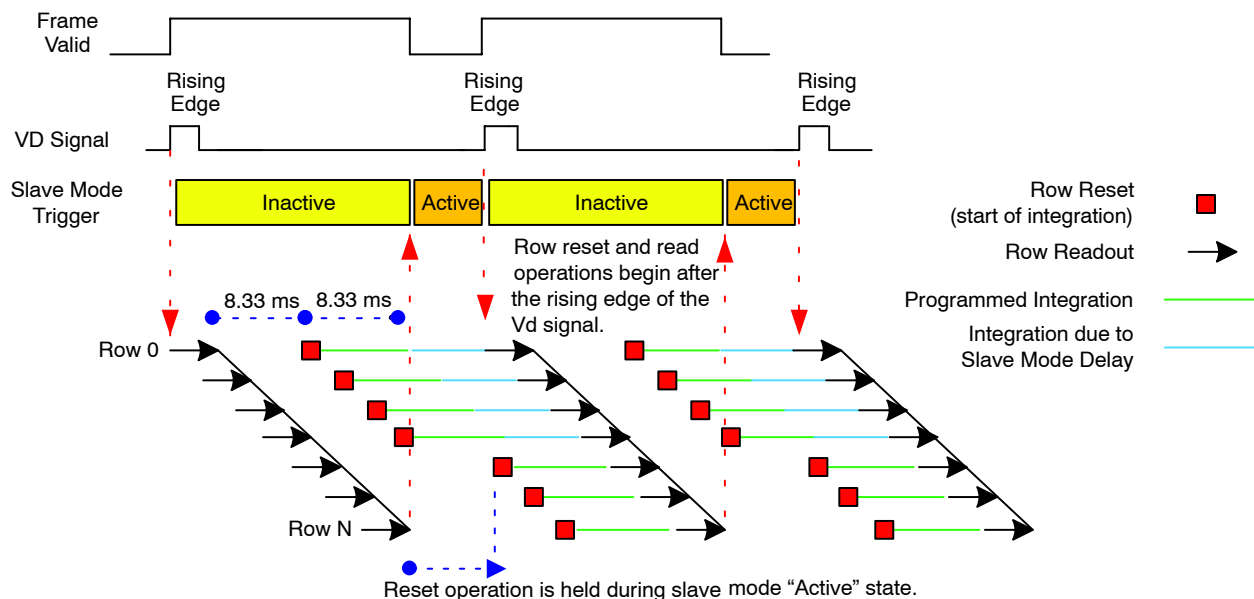 Frame
Valid
Rising
Edge
Rising
Edge
Rising
Edge
VD Signal
Slave Mode
Trigger
Inactive
Active
Inactive
Active
Row Reset
(start of integration)
Row Readout
Programmed Integration
Integration due to
Slave Mode Delay
Row reset and read
operations begin after
the rising edge of the
Vd signal.
8.33 ms
8.33 ms
Row 0
Row N
Reset operation is held during slave mode “Active” state.